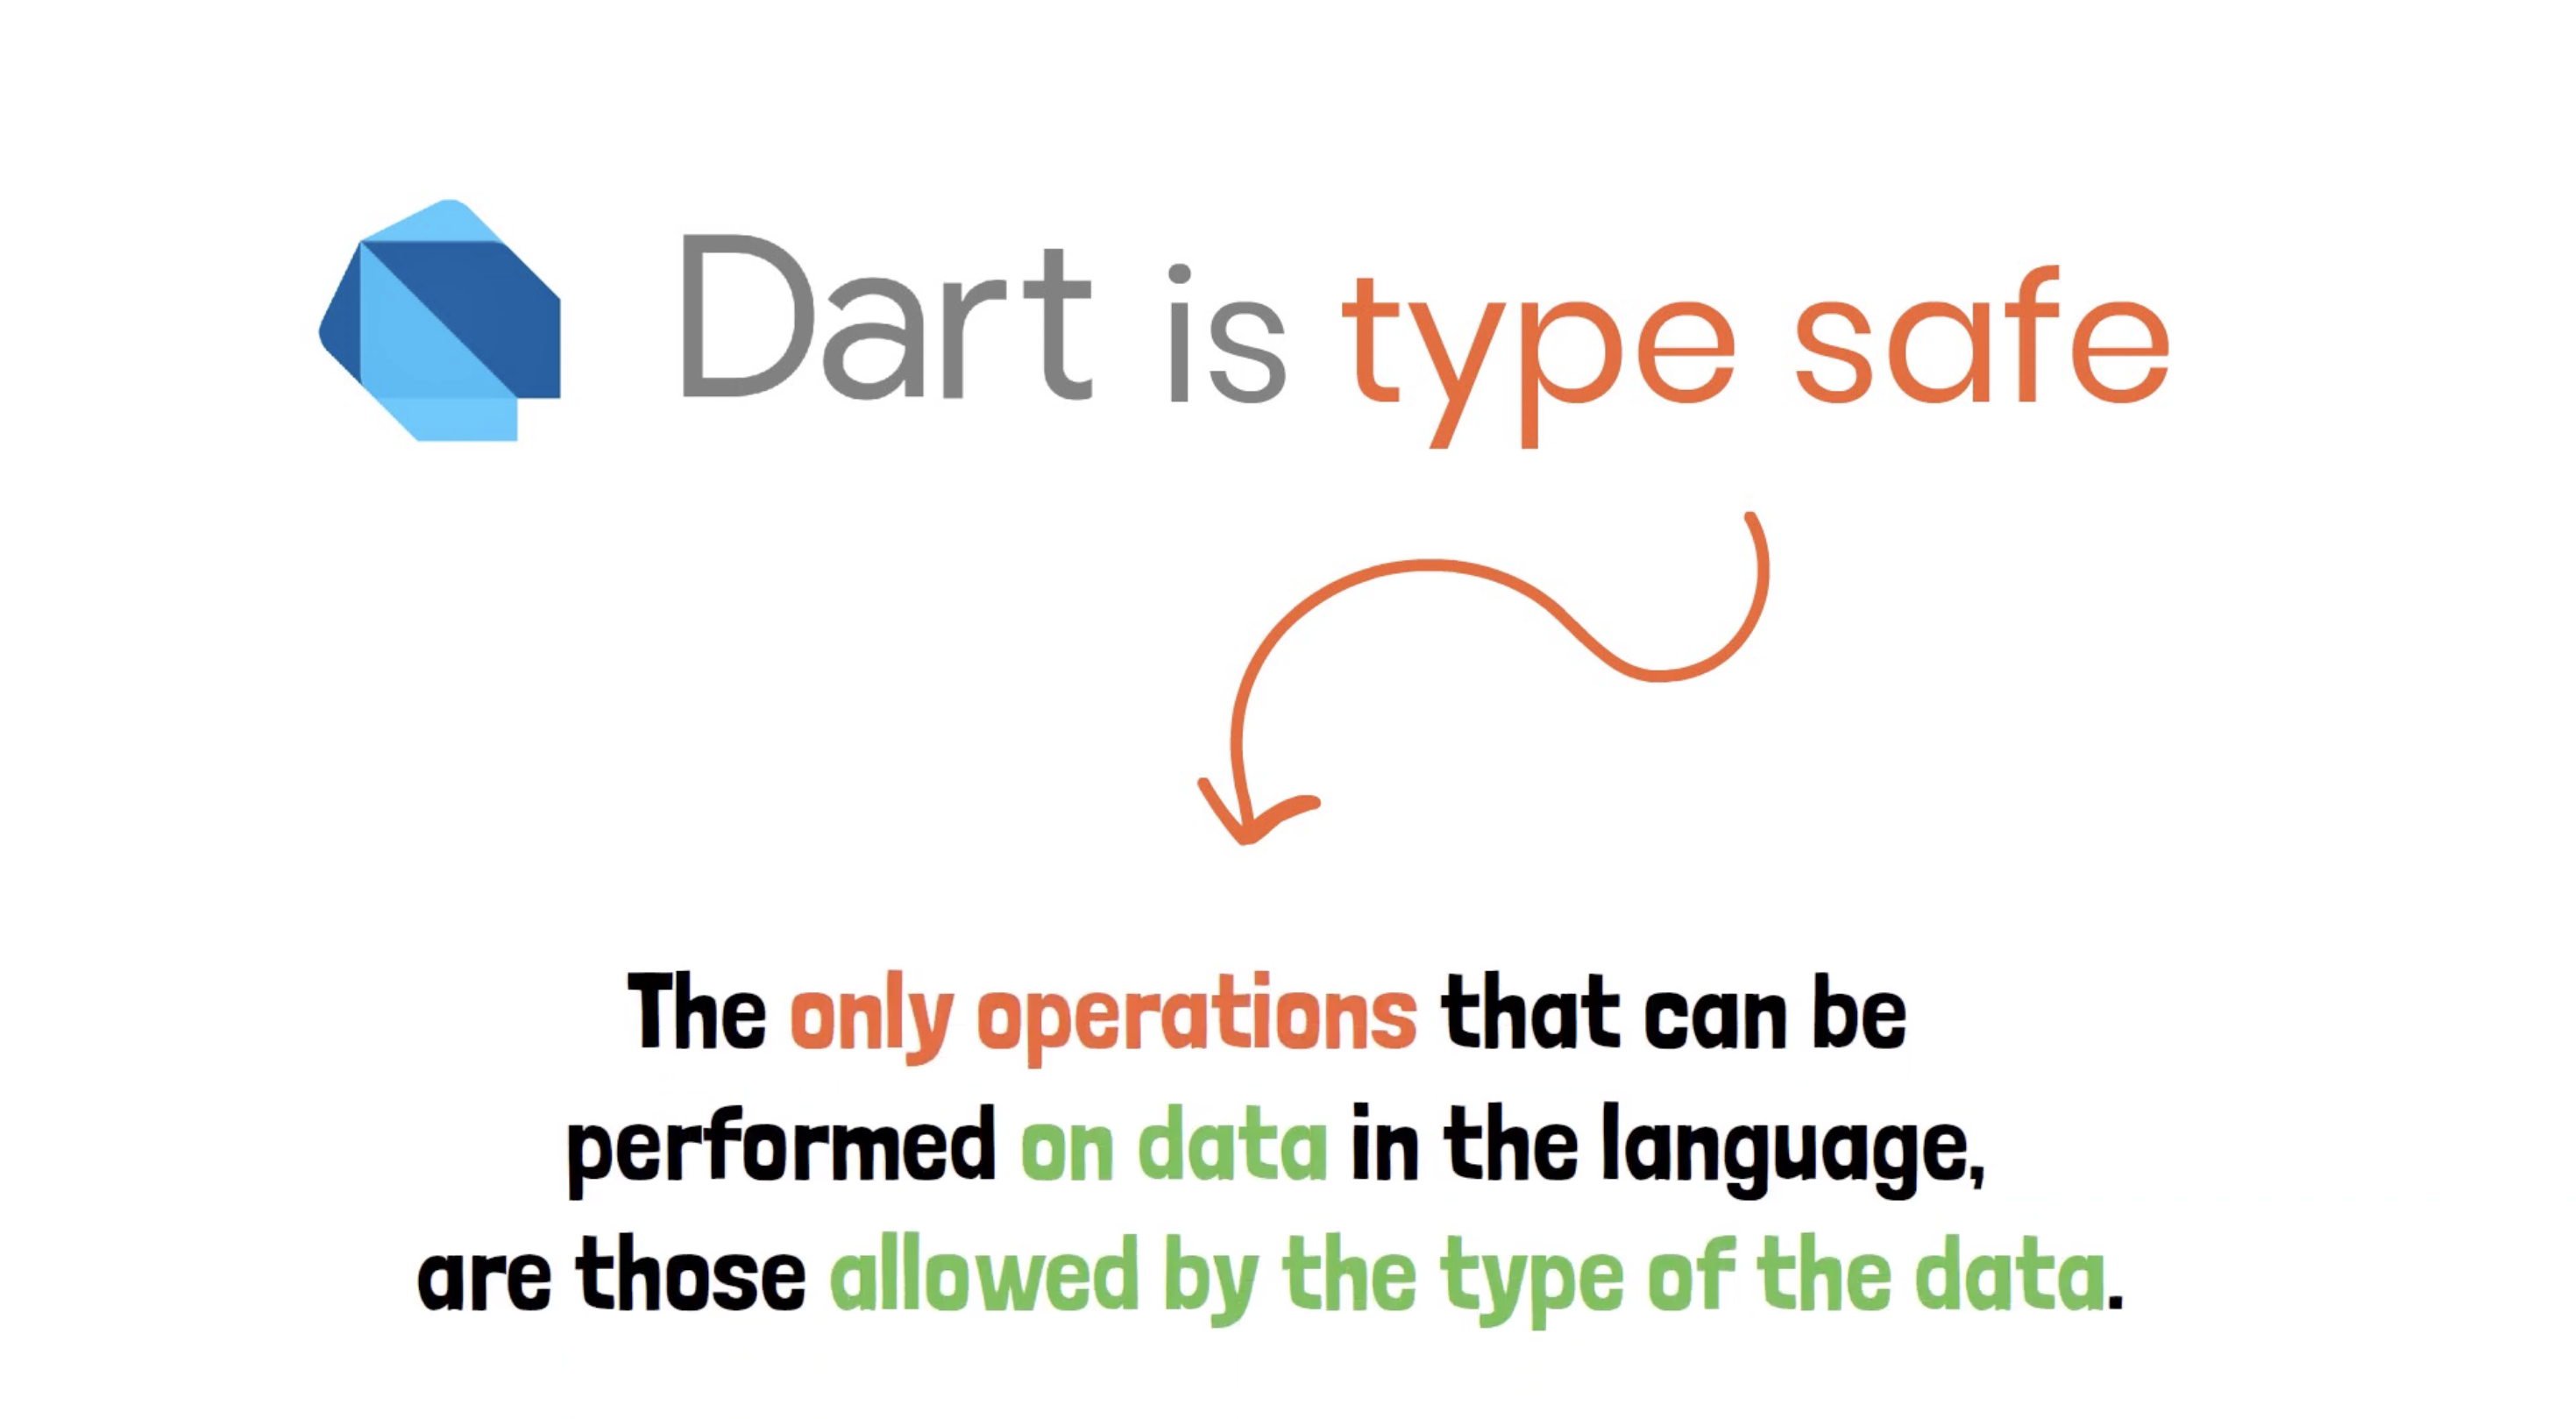 Dart is type safe
The only operations that can be
performed on data in the language,
are those allowed by the type of the data.